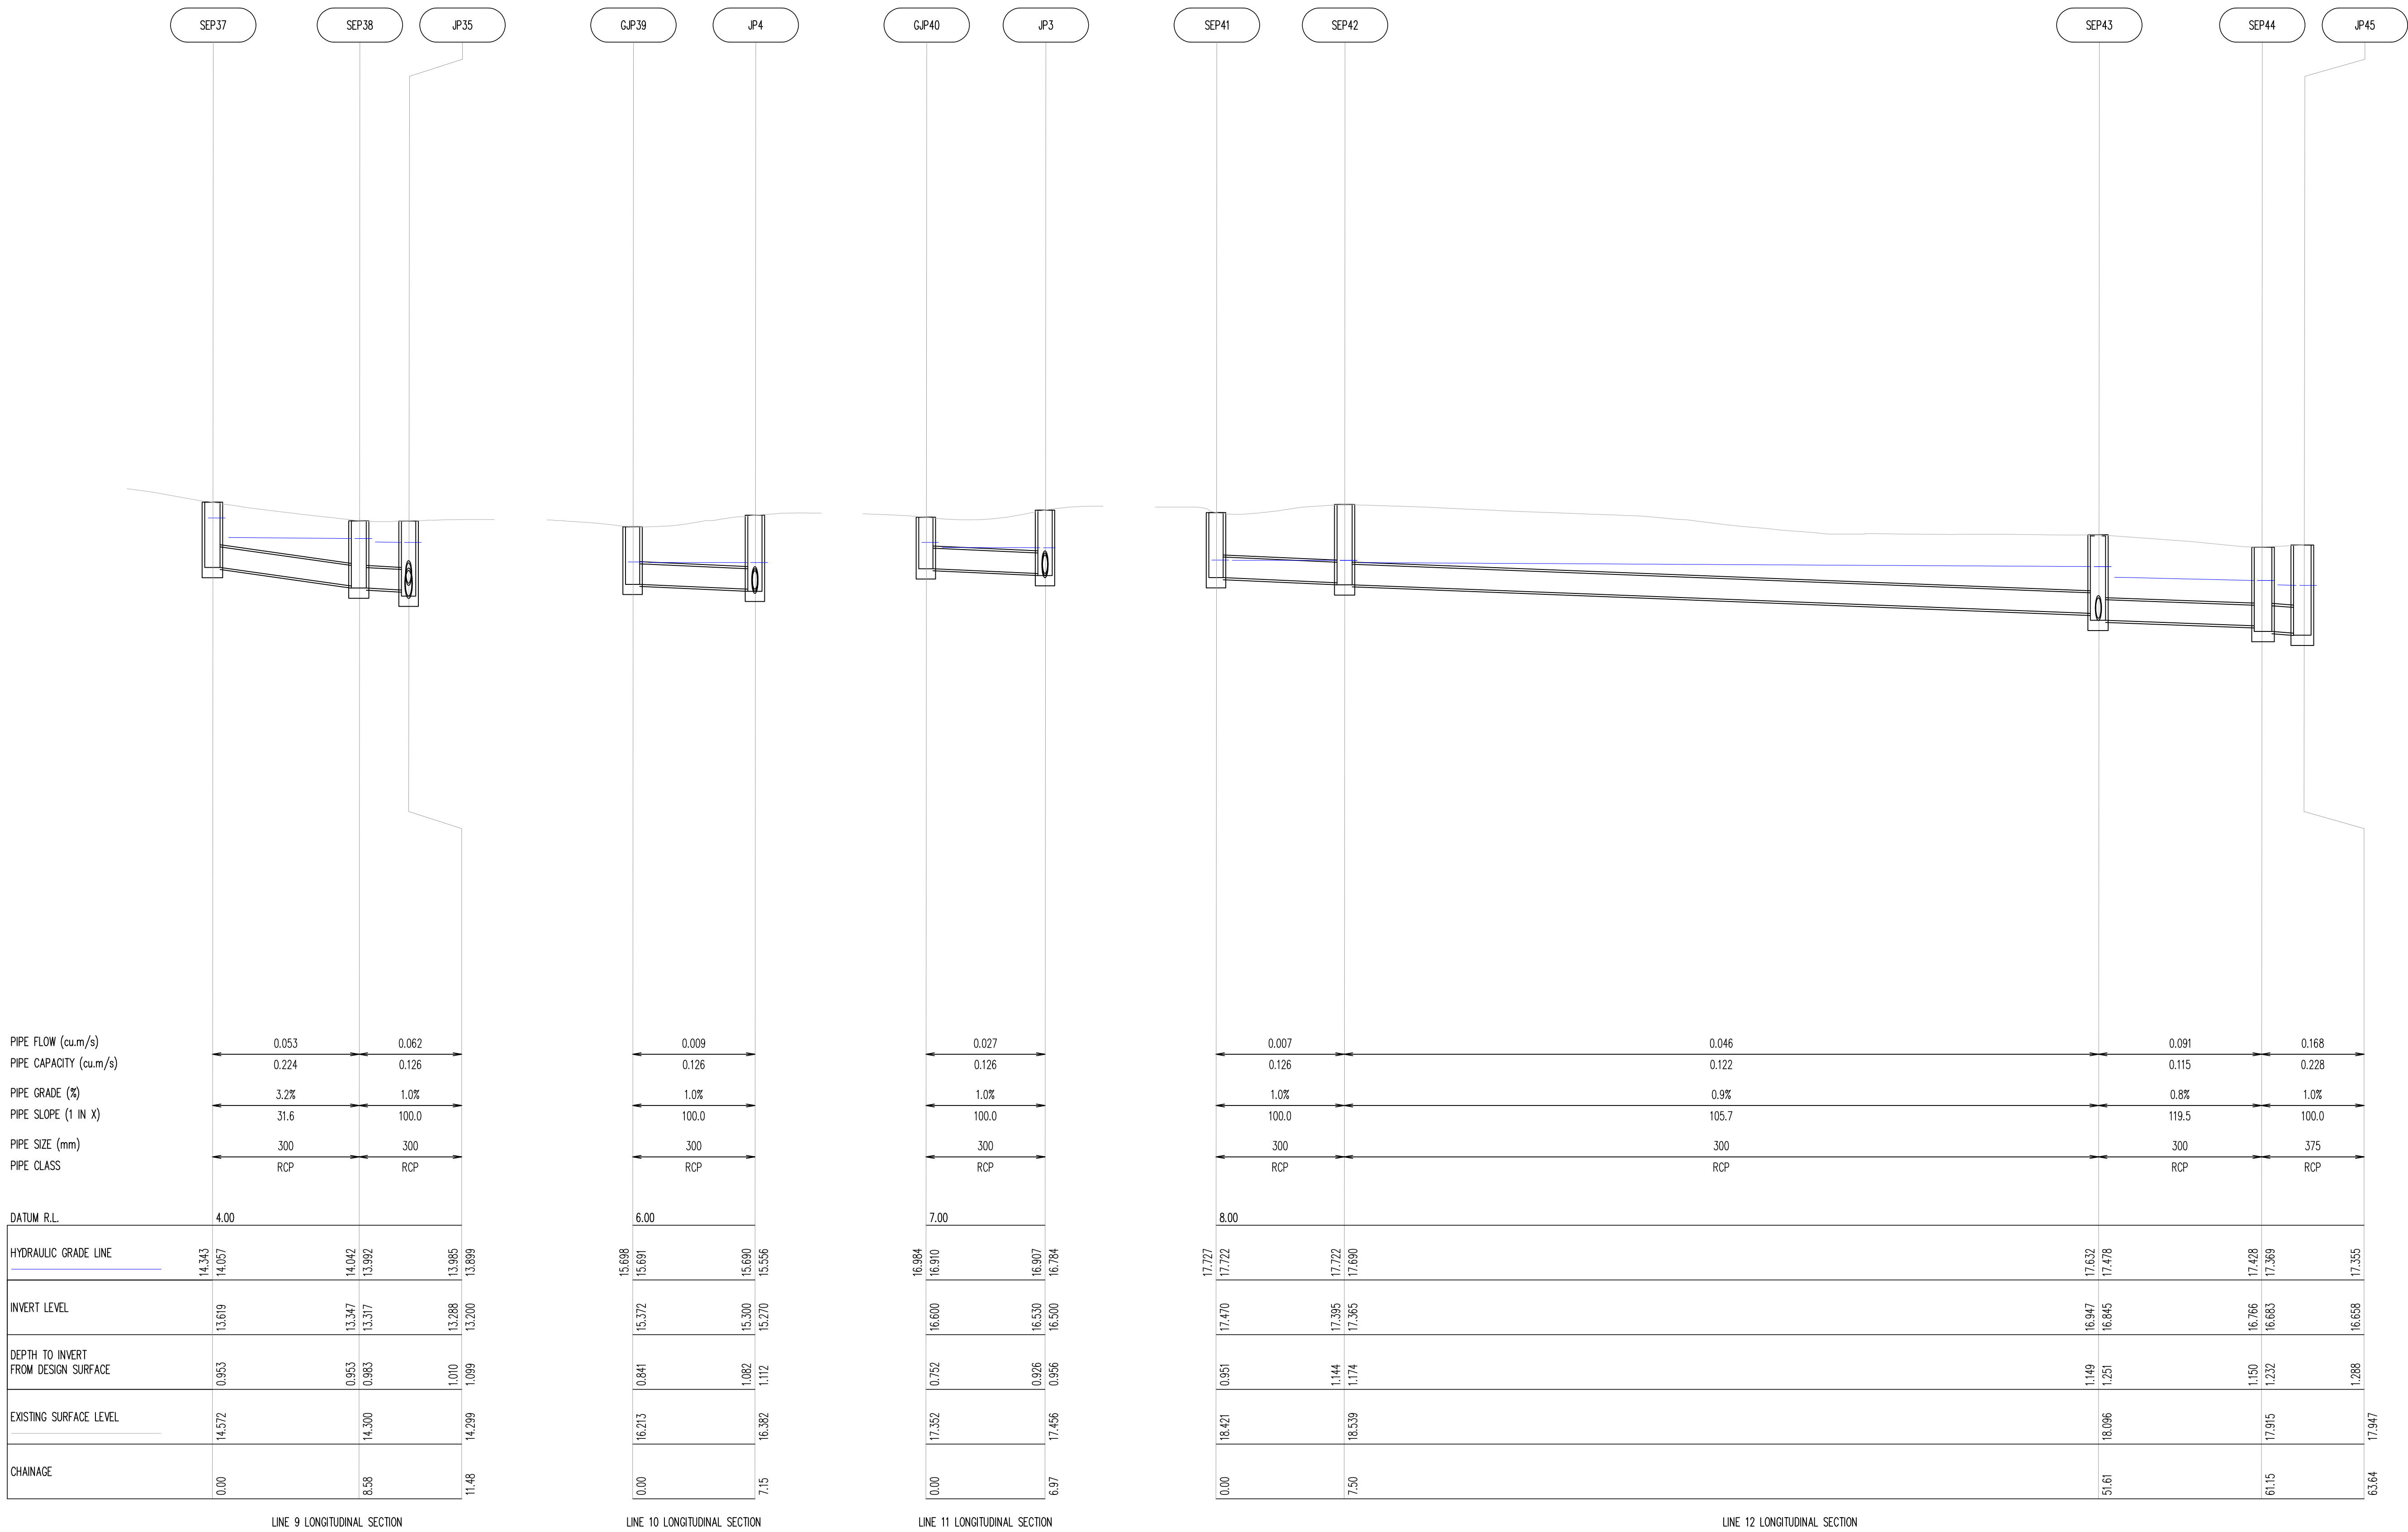 SEP37 SEP38 JP35 GJP39 JP4 GJP40 JP3 SEP41 SEP42 SEP43 SEP44 JP45
PIPE FLOW (cu.m/s) 0.053 0.062 0.009 0.027 0.007 0.046 0.091 0.168
PIPE CAPACITY (cu.m/s) 0.224 0.126 0.126 0.126 0.126 0.122 0.115 0.228
PIPE GRADE (%) 3.2% 1.0% 1.0% 1.0% 1.0% 0.9% 0.8% 1.0%
PIPE SLOPE (1 IN X) 31.6 100.0 100.0 100.0 100.0 105.7 119.5 100.0
PIPE SIZE (mm) 300 300 300 300 300 300 300 375
PIPE CLASS RCP RCP RCP RCP RCP RCP RCP RCP
DATUM R.L. 4.00 6.00 7.00 8.00
HYDRAULIC GRADE LINE 14.343 14.057 14.042 13.992 13.985 13.899 15.698 15.691 15.690 15.556 16.984 16.910 16.907 16.784 17.727 17.722 17.722 17.690 17.632 17.478 17.428 17.369 17.355
INVERT LEVEL 13.619 13.347 13.317 13.288 13.200 15.372 15.300 15.270 16.600 16.530 16.500 17.470 17.395 17.365 16.947 16.845 16.766 16.683 16.658
DEPTH TO INVERT
FROM DESIGN SURFACE 0.953 0.953 0.983 1.010 1.099 0.841 1.082 1.112 0.752 0.926 0.956 0.951 1.144 1.174 1.149 1.251 1.150 1.232 1.288
EXISTING SURFACE LEVEL 14.572 14.300 14.299 16.213 16.382 17.352 17.456 18.421 18.539 18.096 17.915 17.947
CHAINAGE 0.00 8.58 11.48 0.00 7.15 0.00 6.97 0.00 7.50 51.61 61.15 63.64
LINE 9 LONGITUDINAL SECTION LINE 10 LONGITUDINAL SECTION LINE 11 LONGITUDINAL SECTION LINE 12 LONGITUDINAL SECTION